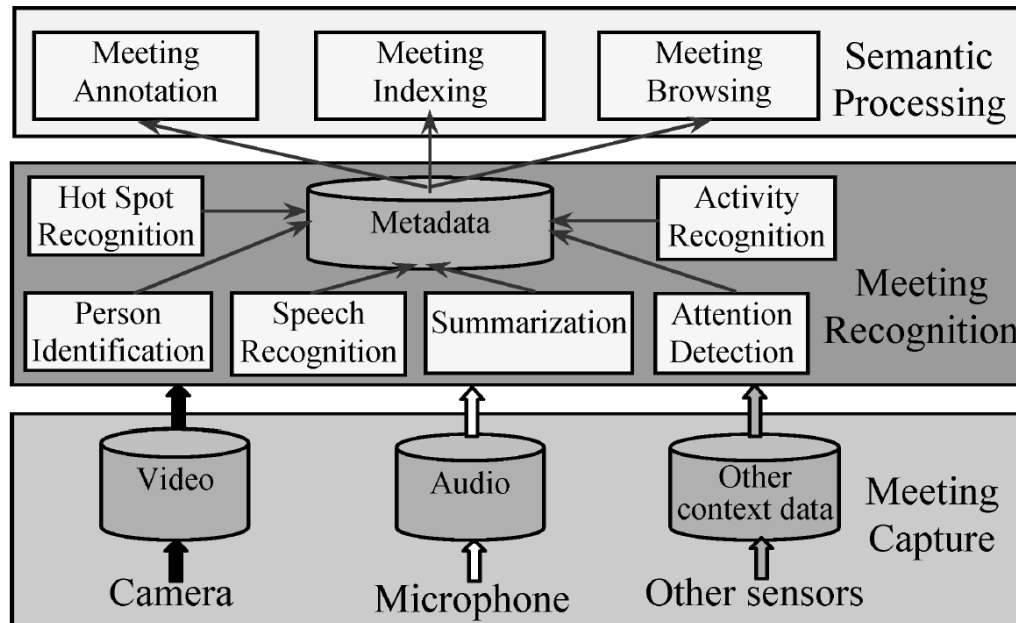 Meeting
Annotation
Meeting
Indexing
Meeting
Browsing
Semantic
Processing
Hot Spot
Recognition
Metadata
Activity
Recognition
Meeting
Recognition
Person
Identification
Speech
Recognition
Summarization
Attention
Detection
Video
Audio
Other
context data
Meeting
Capture
Camera
Microphone
Other sensors